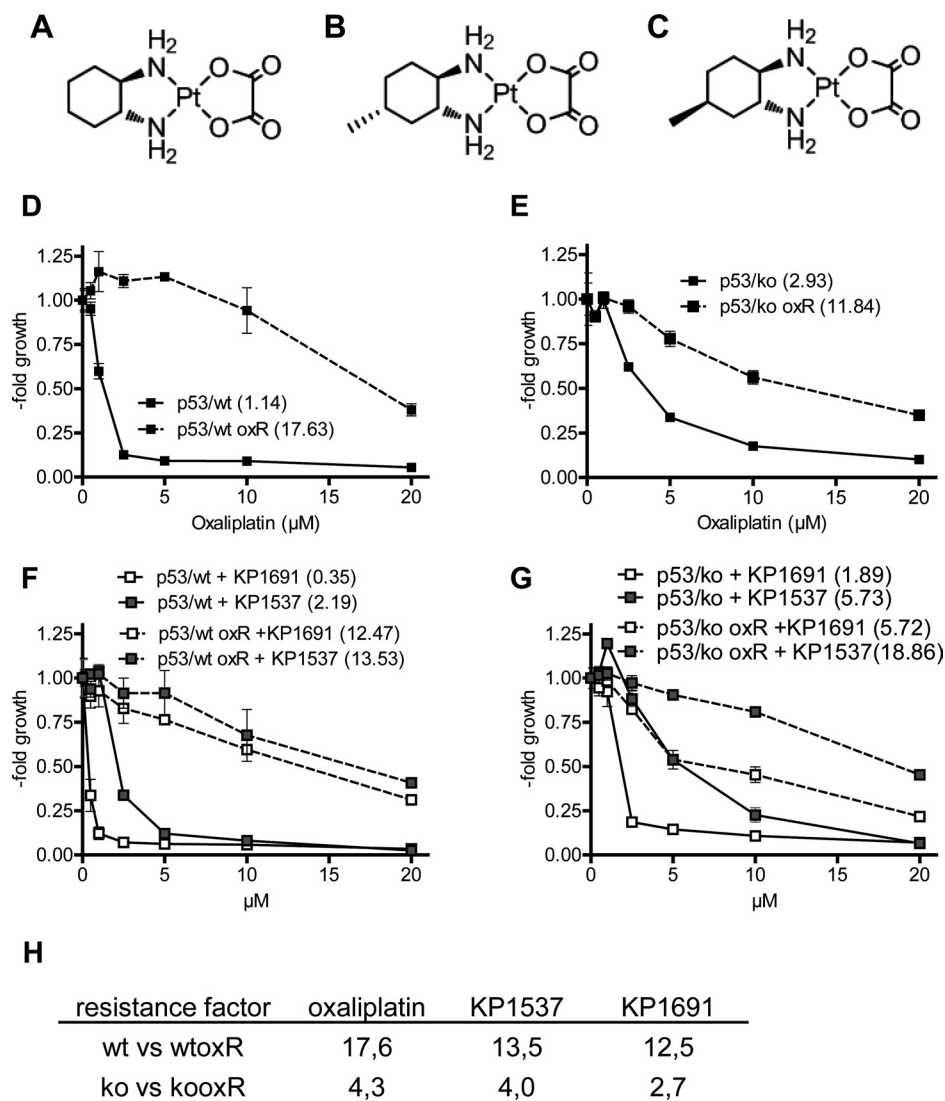 A
B
C
H2
N
O
O
Pt
N
O
O
H2
H2
N
O
O
Pt
N
O
O
H2
H2
N
O
O
Pt
N
O
O
H2
D
-fold growth
1.25
1.00
0.75
0.50
0.25
0.00
p53/wt (1.14)
p53/wt oxR (17.63)
0 5 10 15 20
Oxaliplatin (µM)
E
-fold growth
1.25
1.00
0.75
0.50
0.25
0.00
p53/ko (2.93)
p53/ko oxR (11.84)
0 5 10 15 20
Oxaliplatin (µM)
F
p53/wt + KP1691 (0.35)
p53/wt + KP1537 (2.19)
p53/wt oxR +KP1691 (12.47)
p53/wt oxR + KP1537 (13.53)
-fold growth
1.25
1.00
0.75
0.50
0.25
0.00
0 5 10 15 20
µM
G
p53/ko + KP1691 (1.89)
p53/ko + KP1537 (5.73)
p53/ko oxR +KP1691 (5.72)
p53/ko oxR + KP1537(18.86)
-fold growth
1.25
1.00
0.75
0.50
0.25
0.00
0 5 10 15 20
µM
H
resistance factor oxaliplatin KP1537 KP1691
wt vs wtoxR 17,6 13,5 12,5
ko vs kooxR 4,3 4,0 2,7